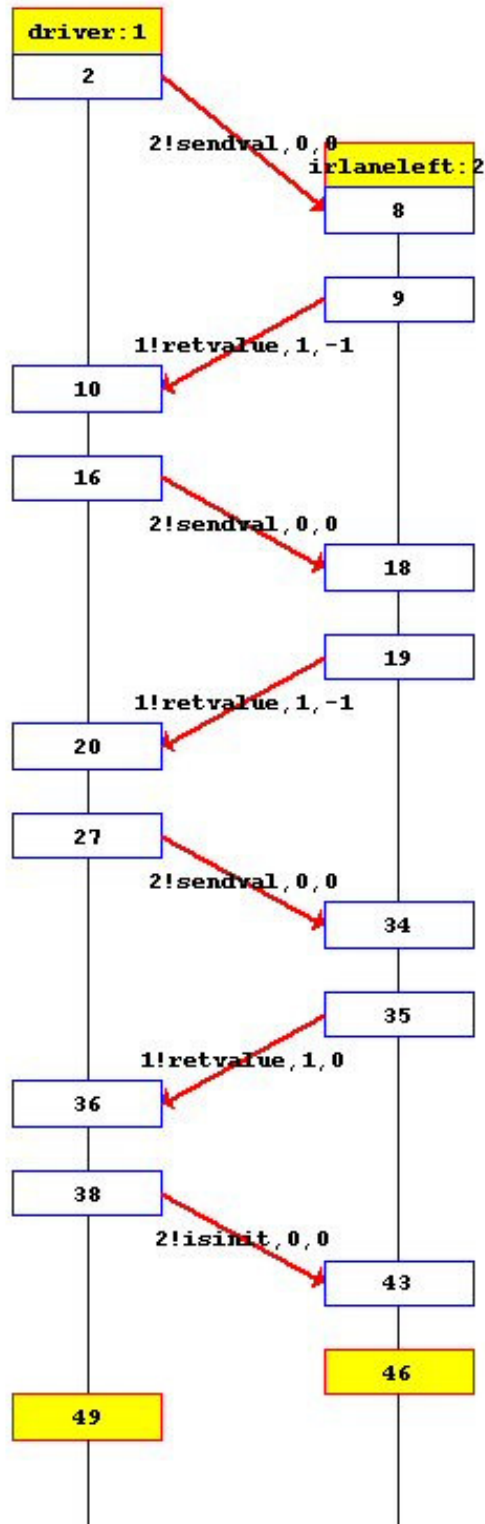 driver:1
2
2!sendval,0,0
irlaneleft:2
8
9
1!retvalue,1,-1
10
16
2!sendval,0,0
18
19
1!retvalue,1,-1
20
27
2!sendval,0,0
34
35
1!retvalue,1,0
36
38
2!isinit,0,0
43
46
49